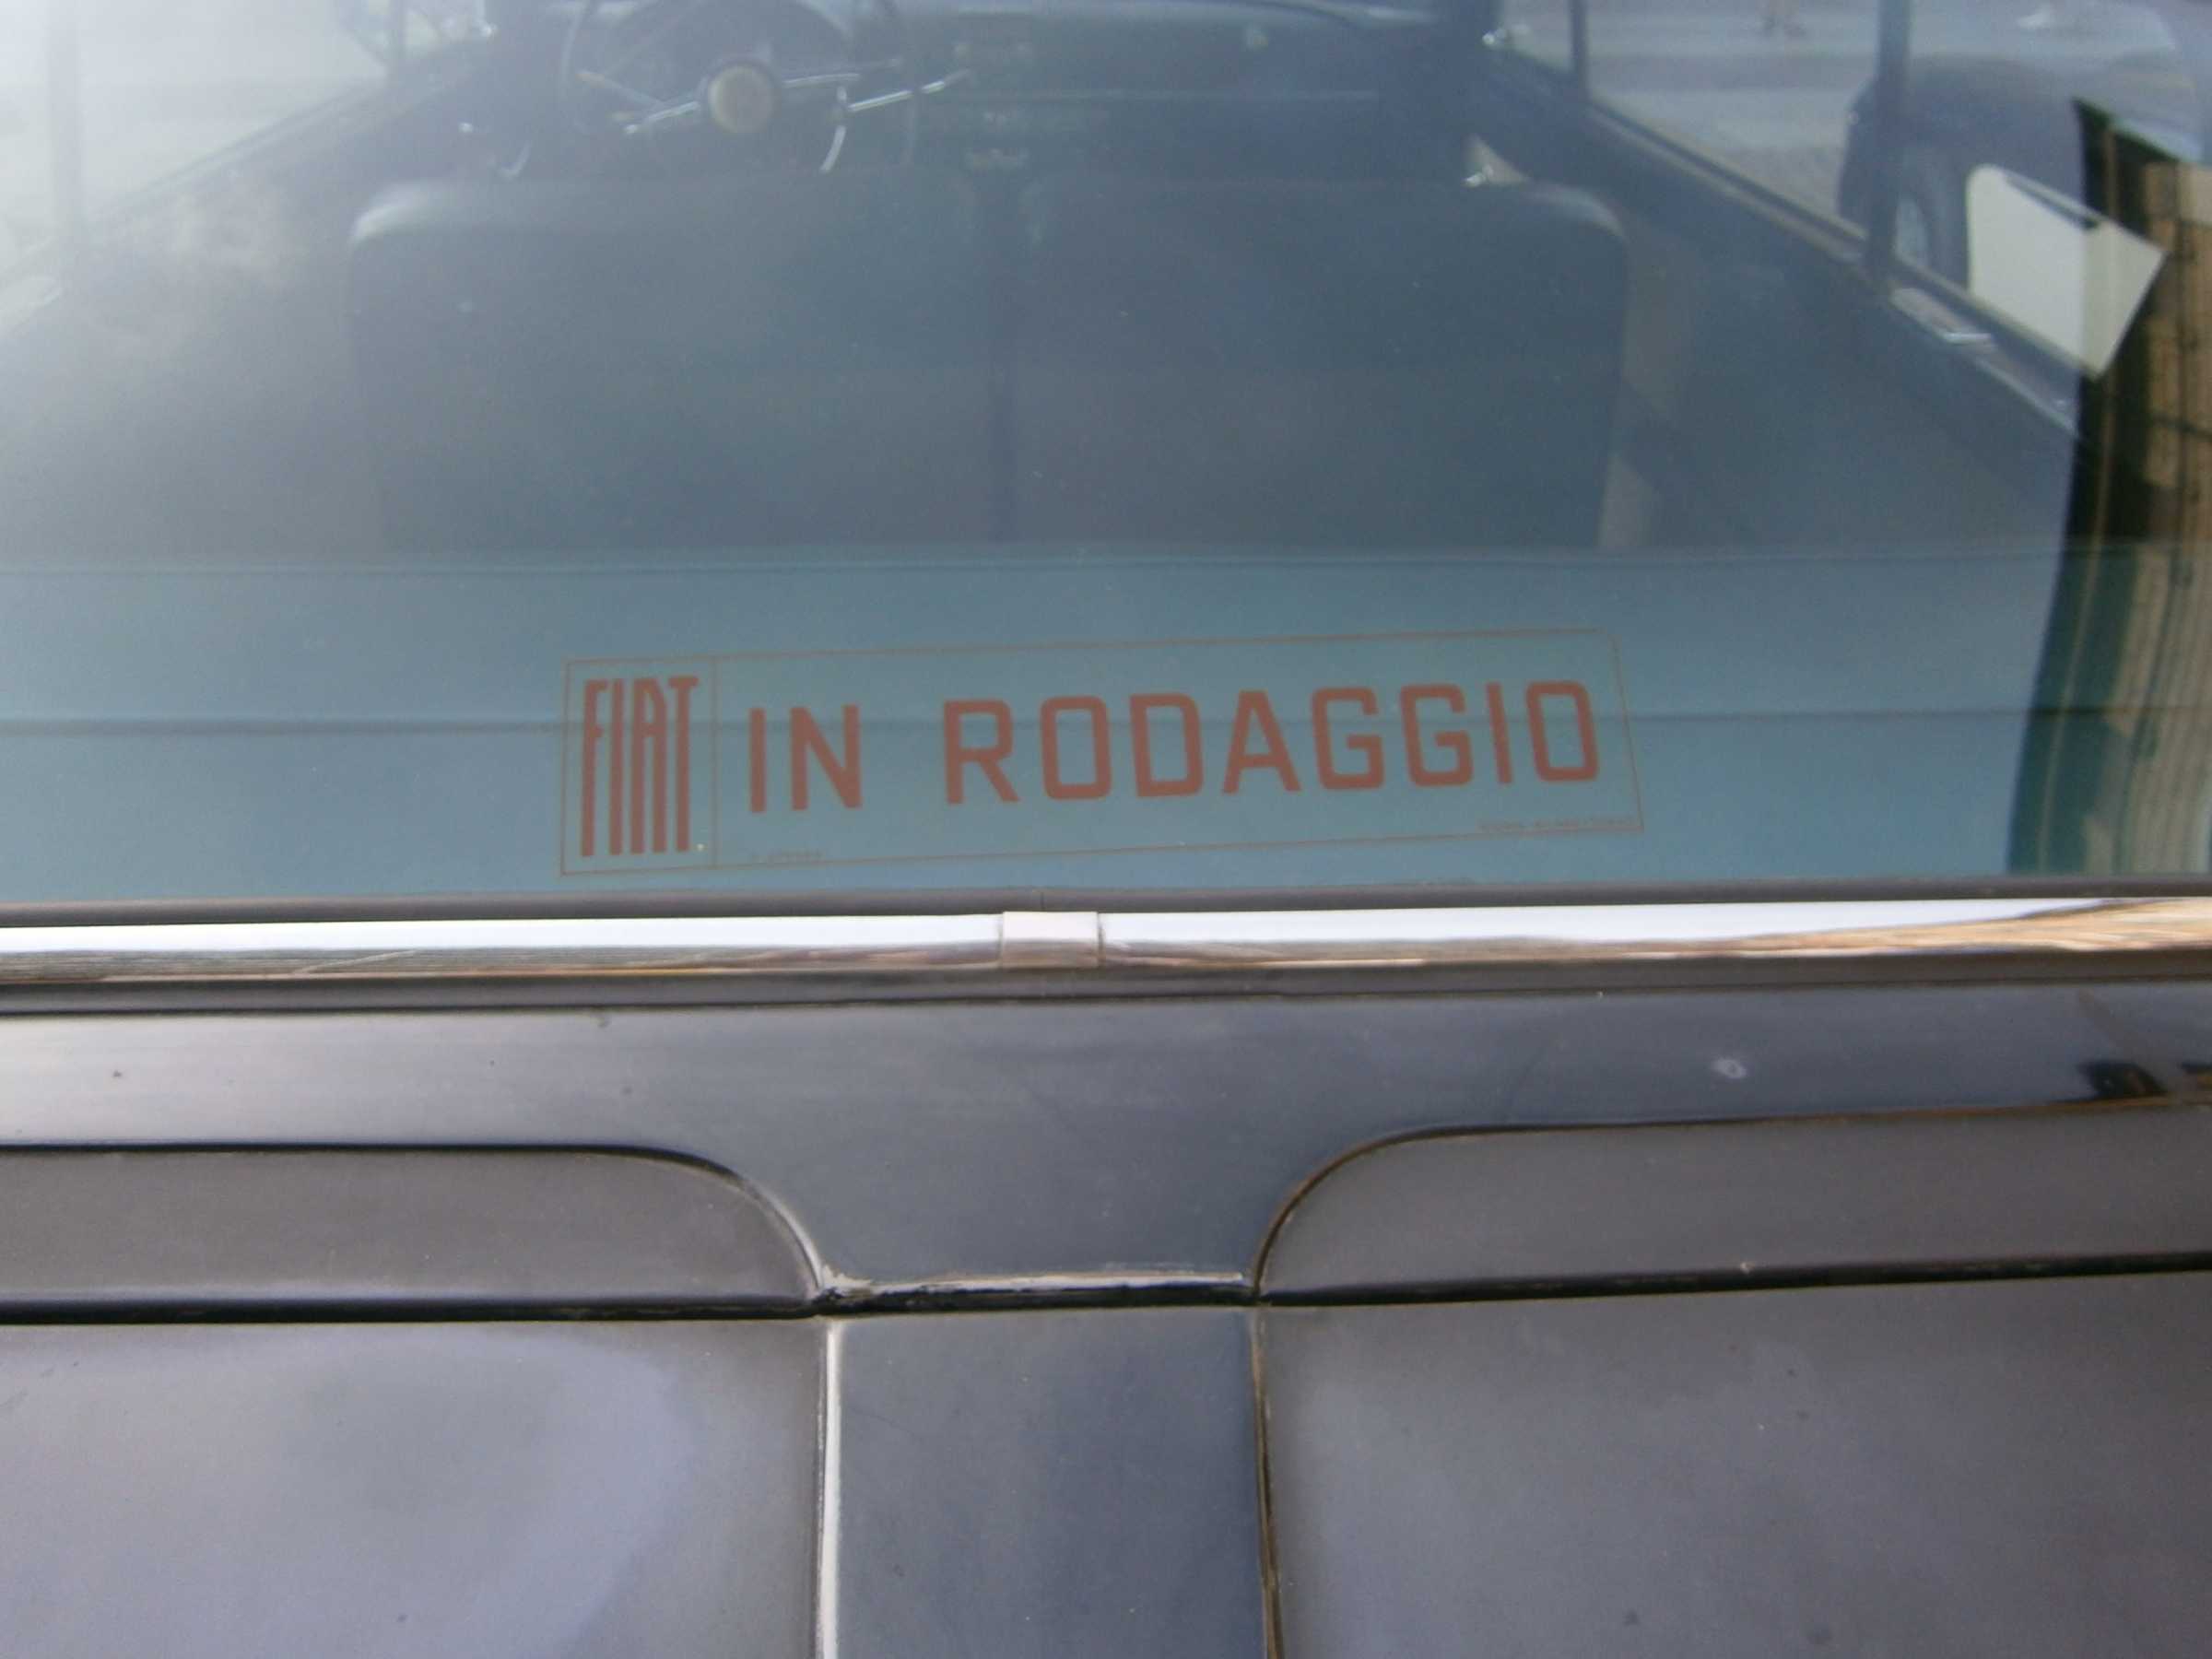 FIAT IN RODAGGIO